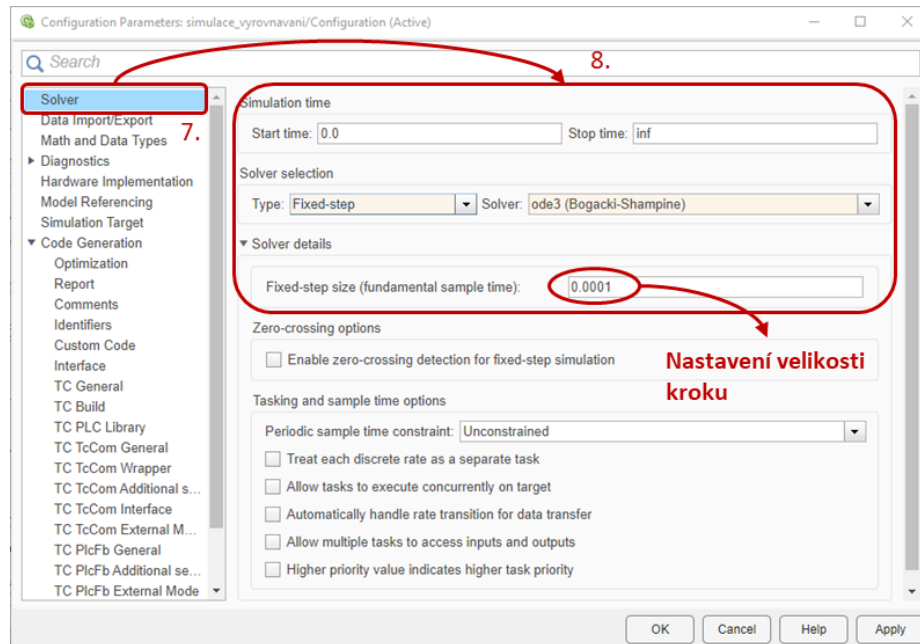 Configuration Parameters: simulace_vyrovnavani/Configuration (Active)
Search
8.
Solver
Data Import/Export
7.
Math and Data Types
Diagnostics
Hardware Implementation
Model Referencing
Simulation Target
Code Generation
Optimization
Report
Comments
Identifiers
Custom Code
Interface
TC General
TC Build
TC PLC Library
TC TcCom General
TC TcCom Wrapper
TC TcCom Additional s...
TC TcCom Interface
TC TcCom External M...
TC PlcFb General
TC PlcFb Additional se...
TC PlcFb External Mode
Simulation time
Start time: 0.0 Stop time: inf
Solver selection
Type: Fixed-step Solver: ode3 (Bogacki-Shampine)
Solver details
Fixed-step size (fundamental sample time): 0.0001
Zero-crossing options
Enable zero-crossing detection for fixed-step simulation
Nastavení velikosti
kroku
Tasking and sample time options
Periodic sample time constraint: Unconstrained
Treat each discrete rate as a separate task
Allow tasks to execute concurrently on target
Automatically handle rate transition for data transfer
Allow multiple tasks to access inputs and outputs
Higher priority value indicates higher task priority
OK Cancel Help Apply